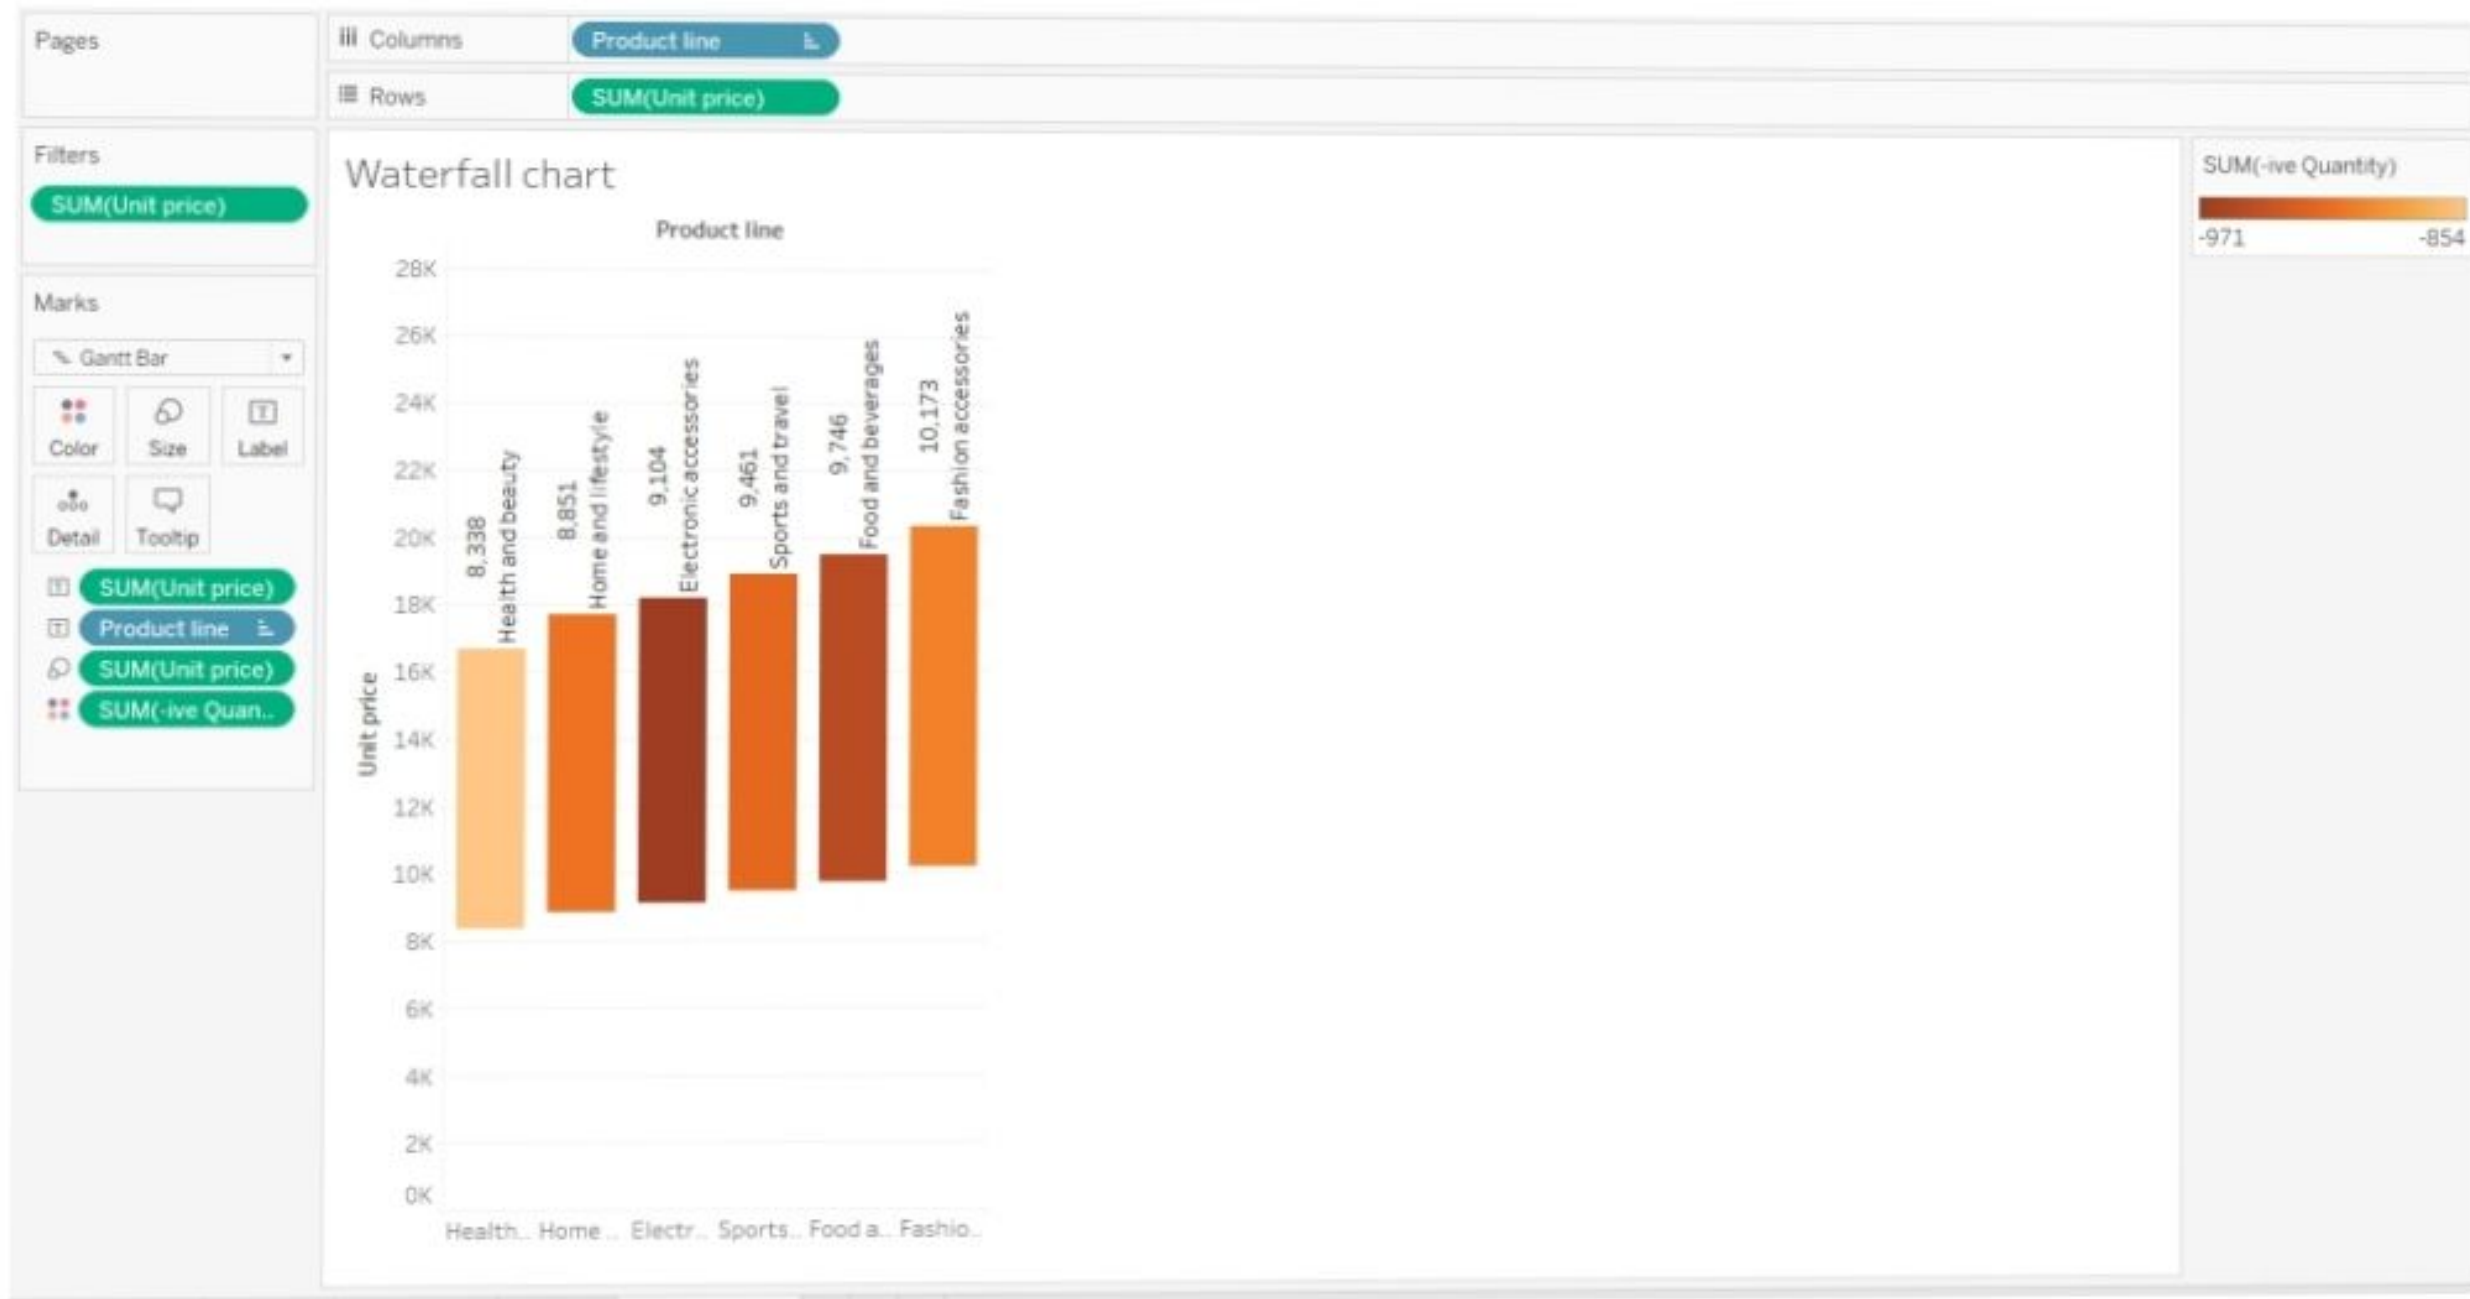 Pages
Columns
Product line
Rows
SUM(Unit price)
Filters
SUM(Unit price)
Marks
Gantt Bar
Color
Size
Label
Detail
Tooltip
SUM(Unit price)
Product line
SUM(Unit price)
SUM(-ive Quan..
Waterfall chart
Product line
Unit price
28K
26K
24K
22K
20K
18K
16K
14K
12K
10K
8K
6K
4K
2K
0K
8,338
Health and beauty
8,851
Home and lifestyle
9,104
Electronic accessories
9,461
Sports and travel
9,746
Food and beverages
10,173
Fashion accessories
Health.. Home .. Electr.. Sports.. Food a.. Fashio..
SUM(-ive Quantity)
-971 -854